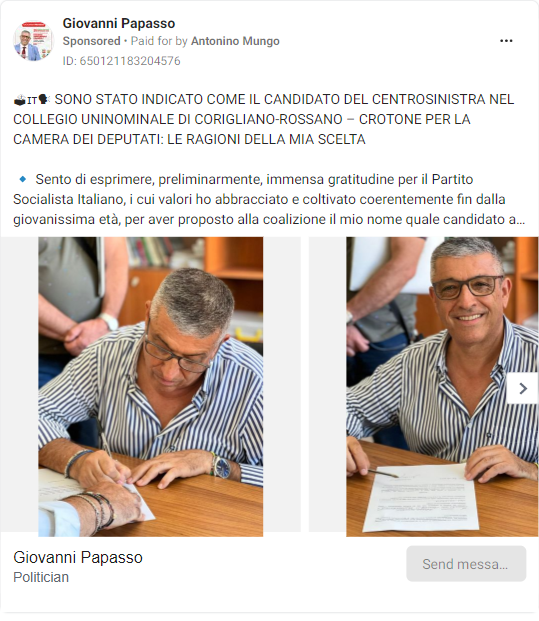 Giovanni Papasso
Sponsored • Paid for by Antonino Mungo
ID: 650121183204576
🗳️🇮🇹🗣️ SONO STATO INDICATO COME IL CANDIDATO DEL CENTROSINISTRA NEL
COLLEGIO UNINOMINALE DI CORIGLIANO-ROSSANO – CROTONE PER LA
CAMERA DEI DEPUTATI: LE RAGIONI DELLA MIA SCELTA
🔹 Sento di esprimere, preliminarmente, immensa gratitudine per il Partito
Socialista Italiano, i cui valori ho abbracciato e coltivato coerentemente fin dalla
giovanissima età, per aver proposto alla coalizione il mio nome quale candidato a...
Giovanni Papasso
Politician
Send messa...